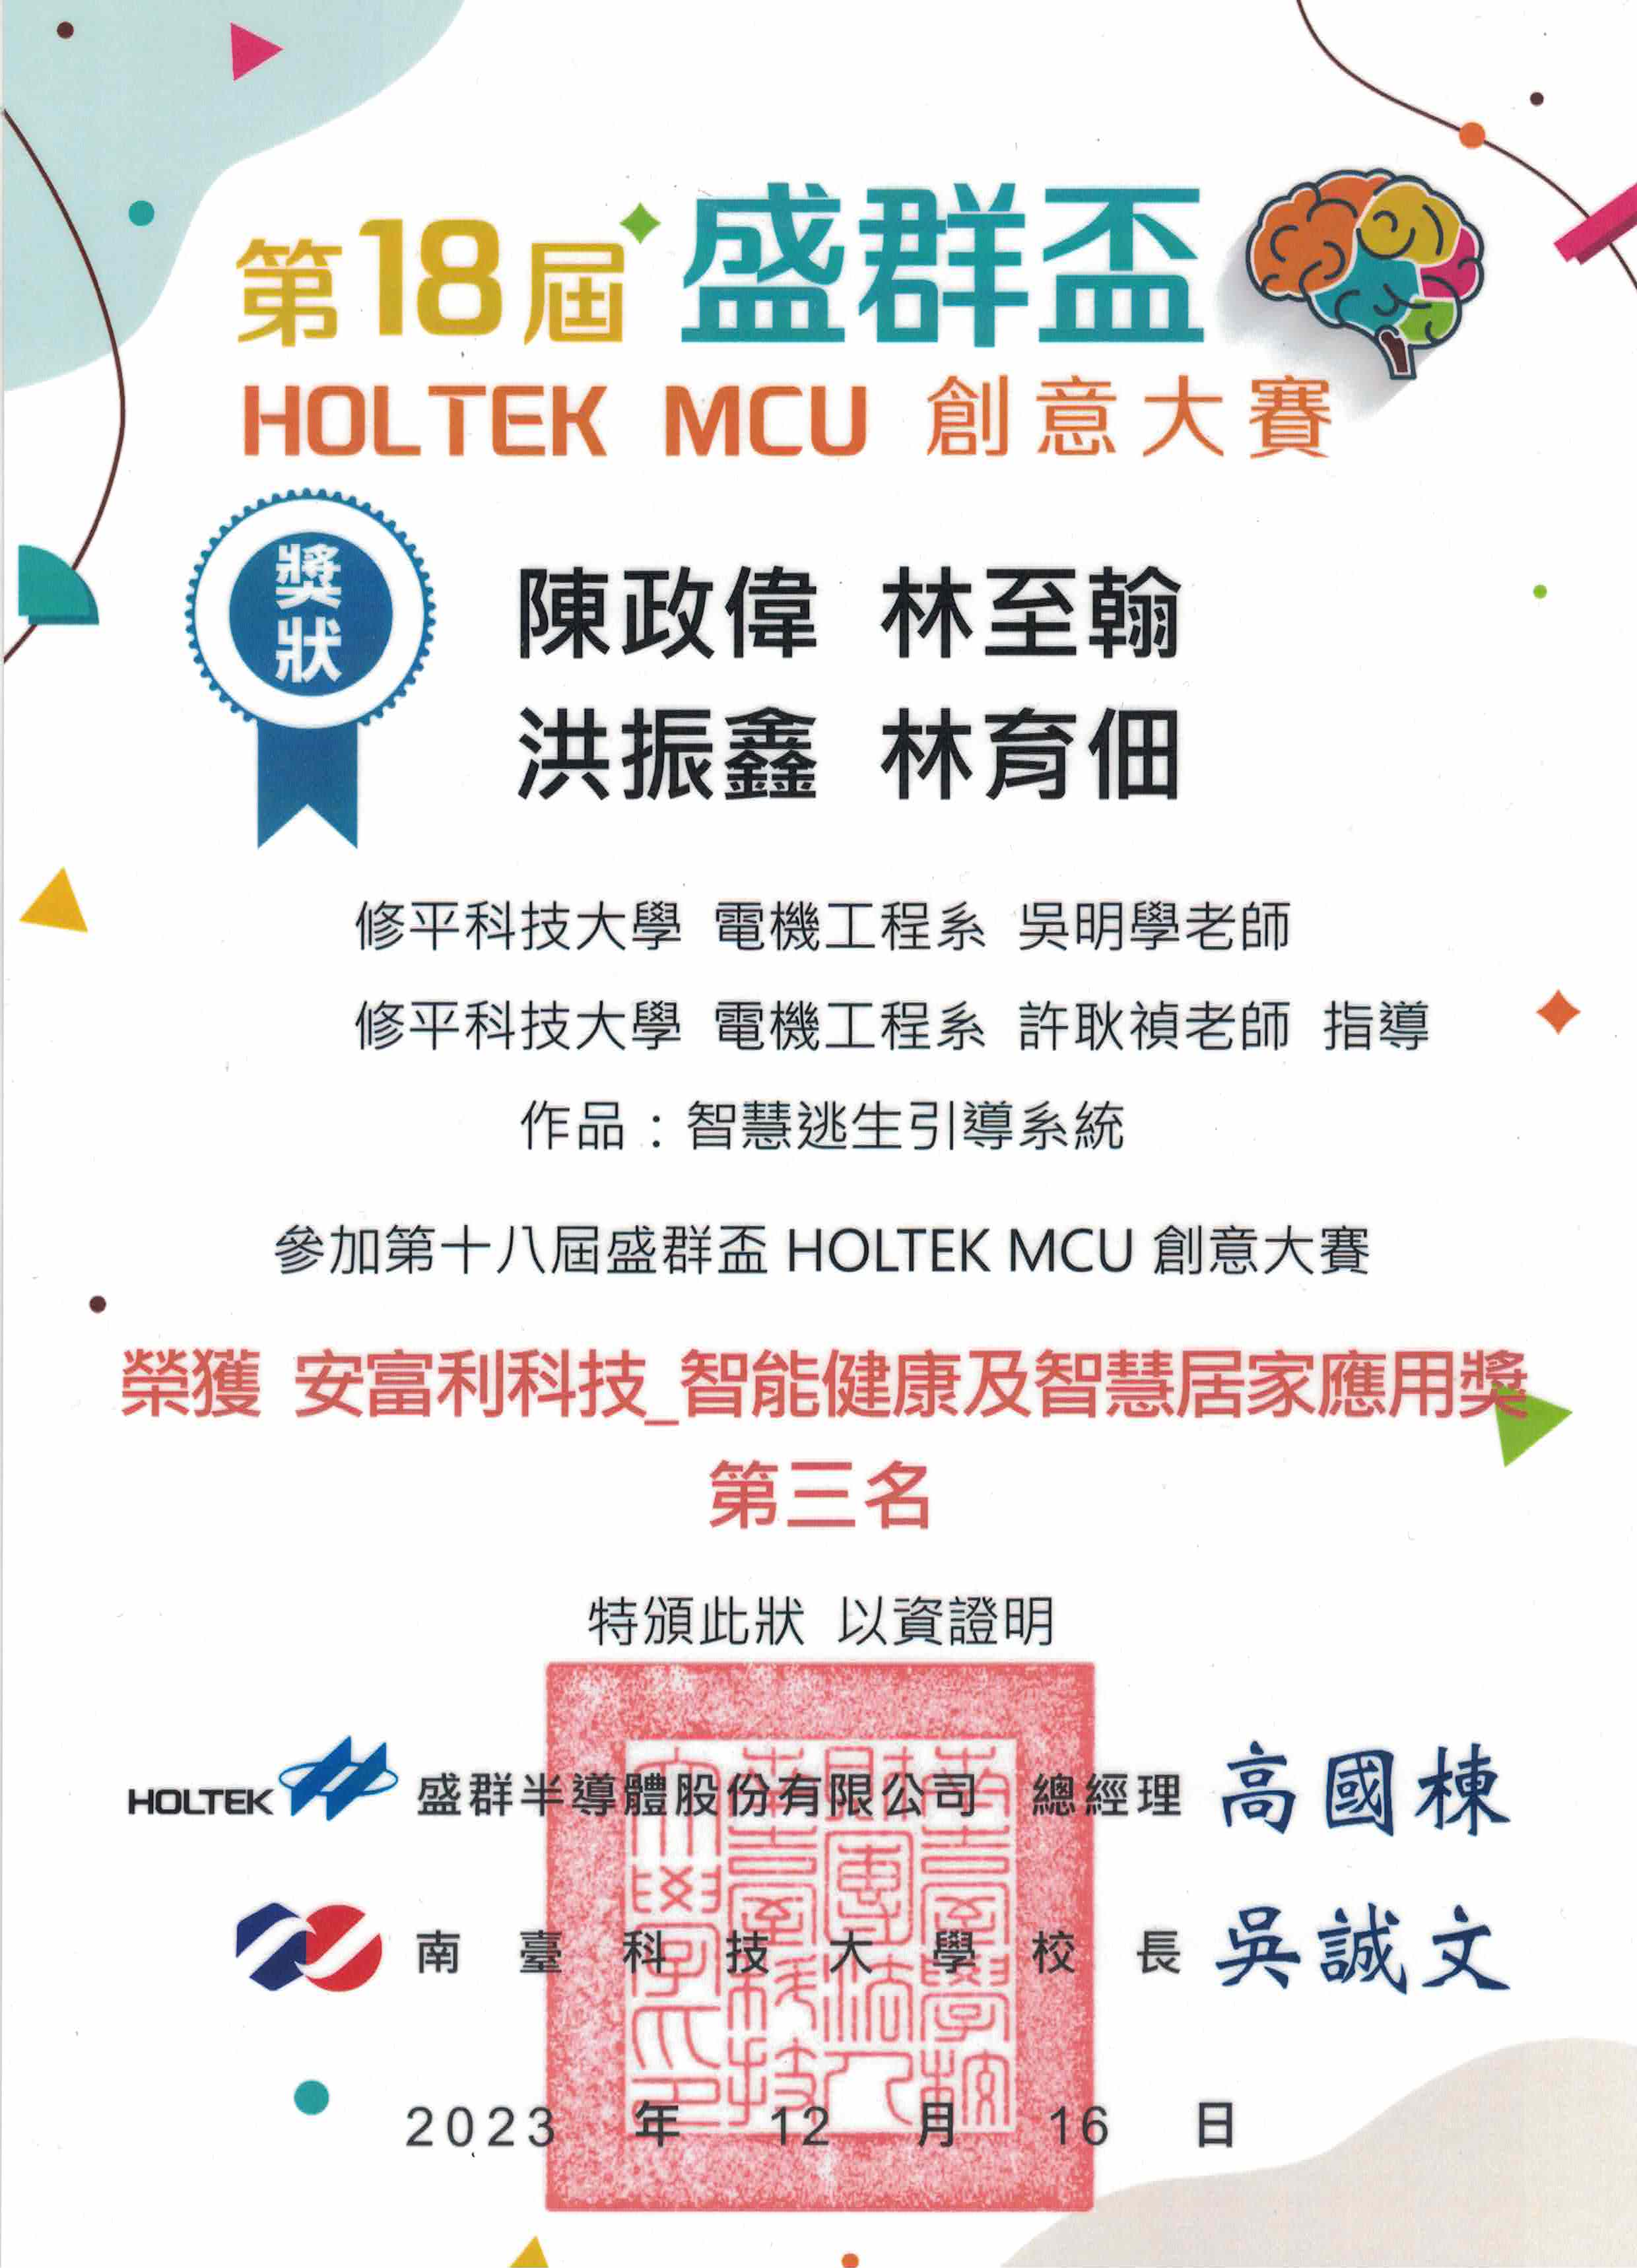 第18屆 盛群盃
HOLTEK MCU 創意大賽
獎狀
陳政偉 林至翰
洪振鑫 林育佃
修平科技大學 電機工程系 吳明學老師
修平科技大學 電機工程系 許耿禎老師 指導
作品：智慧逃生引導系統
參加第十八屆盛群盃 HOLTEK MCU 創意大賽
榮獲 安富利科技_智能健康及智慧居家應用獎
第三名
特頒此狀 以資證明
HOLTEK 盛群半導體股份有限公司 總經理 高國棟
南臺科技大學 校長 吳誠文
2023 年 12 月 16 日